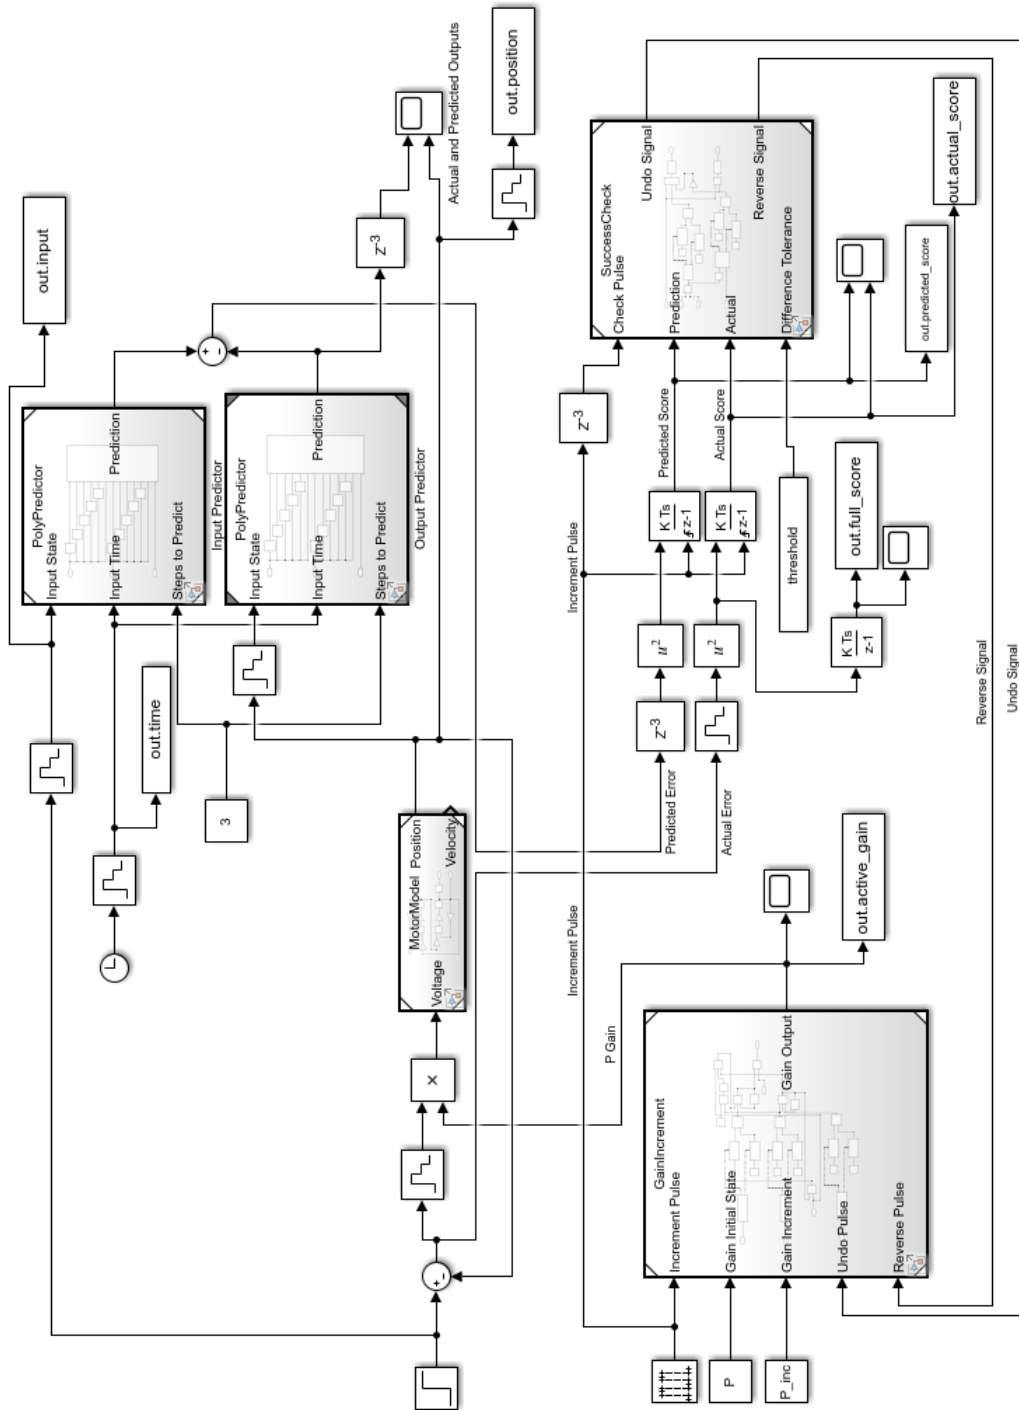 out.input
PolyPredictor
Input State
Input Time
Steps to Predict
Prediction
Input Predictor
PolyPredictor
Input State
Input Time
Steps to Predict
Prediction
Output Predictor
out.time
3
+
-
Z-3
Actual and Predicted Outputs
out.position
MotorModel
Voltage
Position
Velocity
×
+
-
P Gain
Increment Pulse
Increment Pulse
Predicted Error
Actual Error
Z-3
u2
u2
K Ts
z-1
K Ts
z-1
Predicted Score
Actual Score
Z-3
SuccessCheck
Check Pulse
Prediction
Actual
Difference Tolerance
Undo Signal
Reverse Signal
threshold
K Ts
z-1
out.full_score
out.predicted_score
out.actual_score
GainIncrement
Increment Pulse
Gain Initial State
Gain Increment
Undo Pulse
Reverse Pulse
Gain Output
out.active_gain
P
P_inc
Reverse Signal
Undo Signal